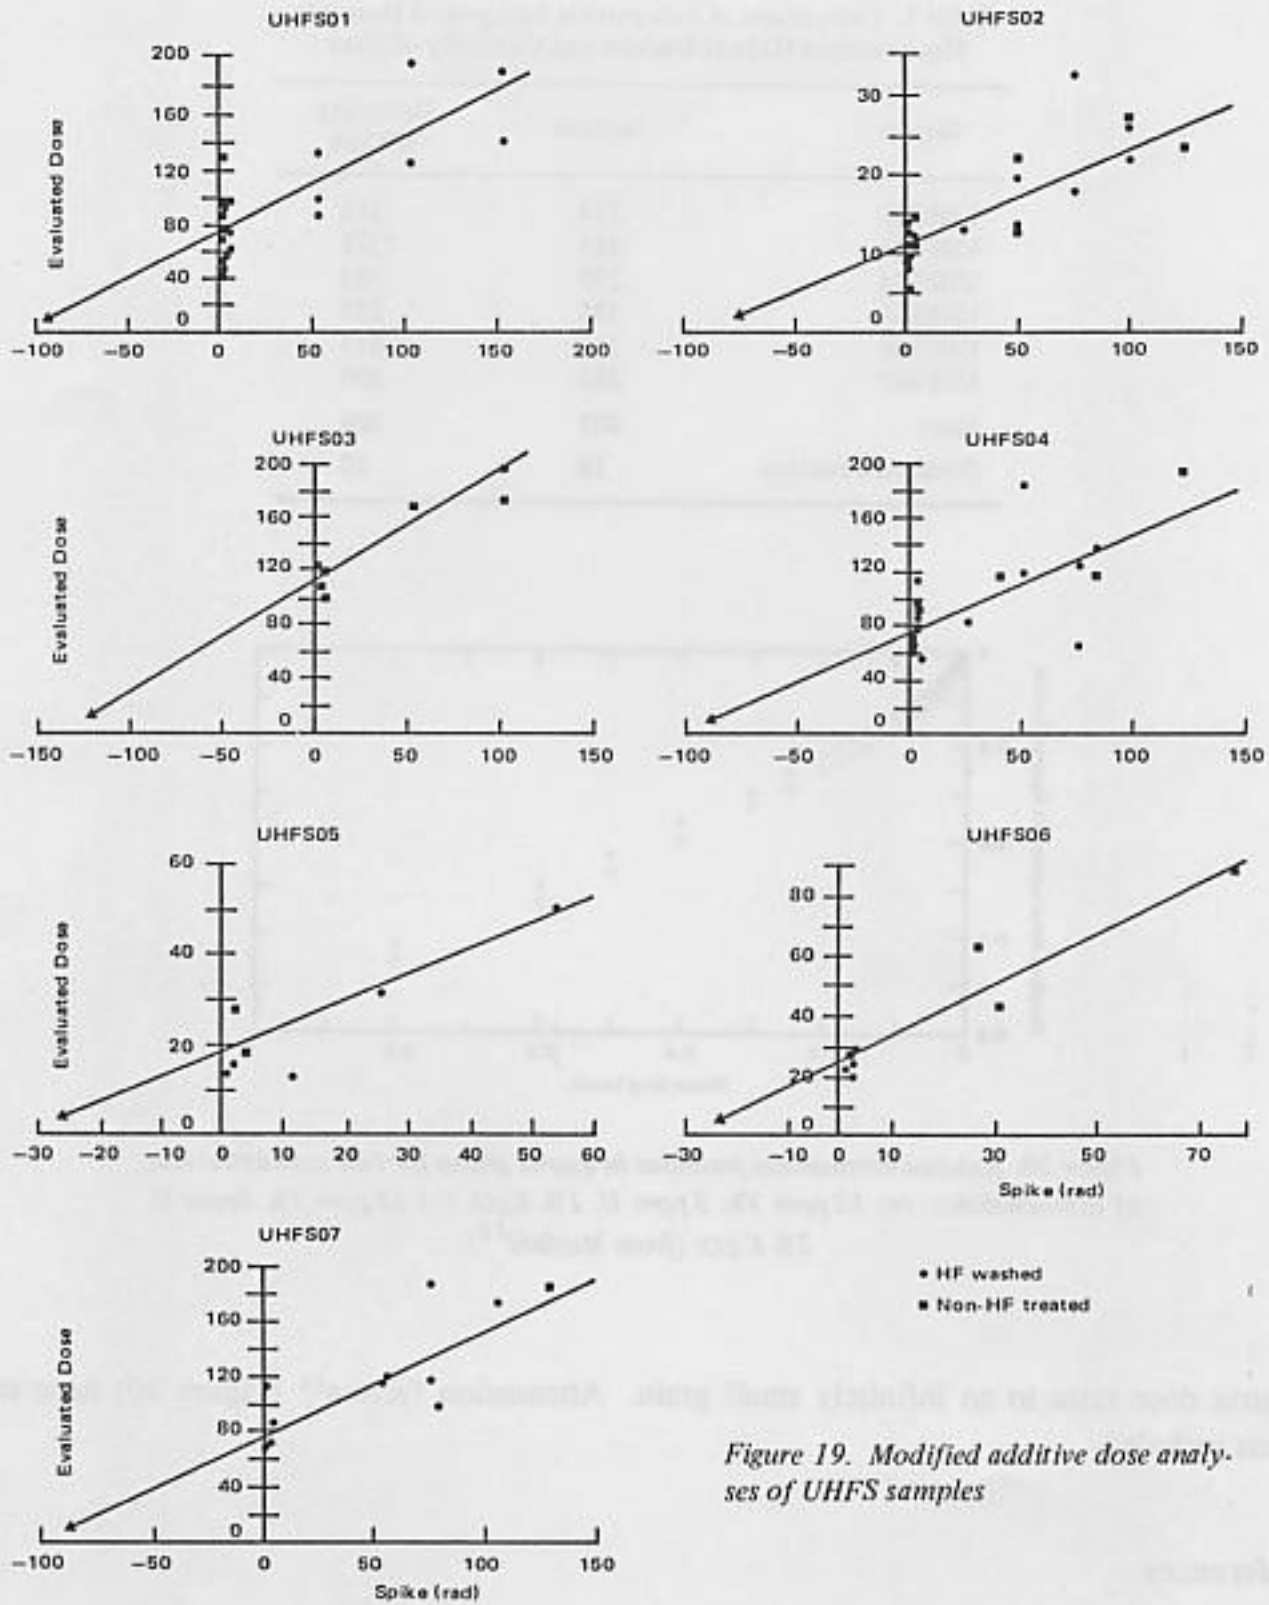 UHFS01
200
160
120
80
40
0
Evaluated Dose
-100 -50 0 50 100 150 200
UHFS02
30
20
10
0
-100 -50 0 50 100 150
UHFS03
200
160
120
80
40
0
Evaluated Dose
-150 -100 -50 0 50 100 150
UHFS04
200
160
120
80
40
0
-100 -50 0 50 100 150
UHFS05
60
40
20
0
Evaluated Dose
-30 -20 -10 0 10 20 30 40 50 60
UHFS06
80
60
40
20
0
-30 -10 0 10 30 50 70
Spike (rad)
UHFS07
200
160
120
80
40
0
Evaluated Dose
-100 -50 0 50 100 150
Spike (rad)
• HF washed
■ Non-HF treated
Figure 19. Modified additive dose analy-
ses of UHFS samples